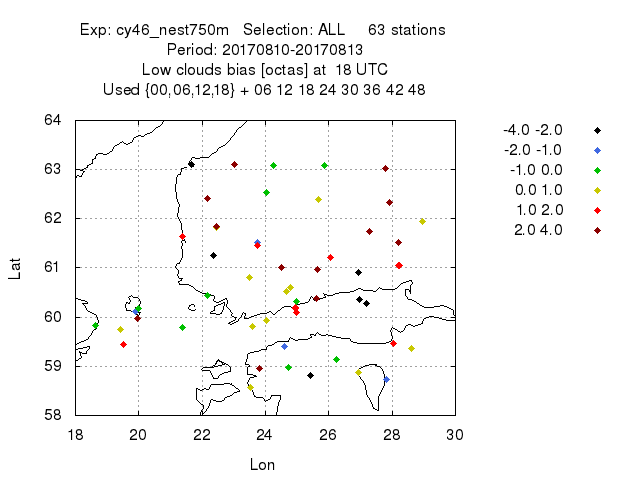 Exp: cy46_nest750m Selection: ALL 63 stations
Period: 20170810-20170813
Low clouds bias [octas] at 18 UTC
Used {00,06,12,18} + 06 12 18 24 30 36 42 48
64
63
62
61
60
59
58
Lat
18 20 22 24 26 28 30
Lon
-4.0 -2.0
-2.0 -1.0
-1.0 0.0
0.0 1.0
1.0 2.0
2.0 4.0